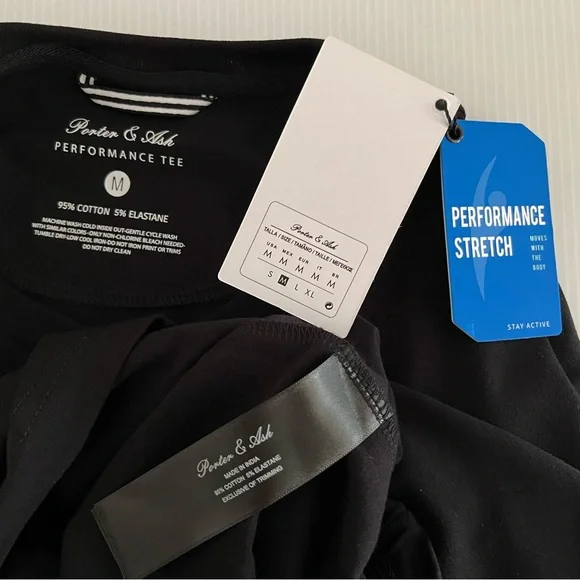 Porter & Ash
PERFORMANCE TEE
M
95% COTTON 5% ELASTANE
MACHINE WASH COLD INSIDE OUT-GENTLE CYCLE WASH
WITH SIMILAR COLORS-ONLY NON-CHLORINE BLEACH NEEDED-
TUMBLE DRY-LOW COOL IRON-DO NOT IRON PRINT OR TRIMS
DO NOT DRY CLEAN
Porter & Ash
TALLA / SIZE / TAMANO / TAILLE / МЕГЕӨОΣ
USA MEX EUR IT BR
M M M M M
S M L XL
PERFORMANCE
STRETCH
MOVES
WITH
THE
BODY
STAY ACTIVE
Porter & Ash
MADE IN INDIA
95% COTTON 5% ELASTANE
EXCLUSIVE OF TRIMMING